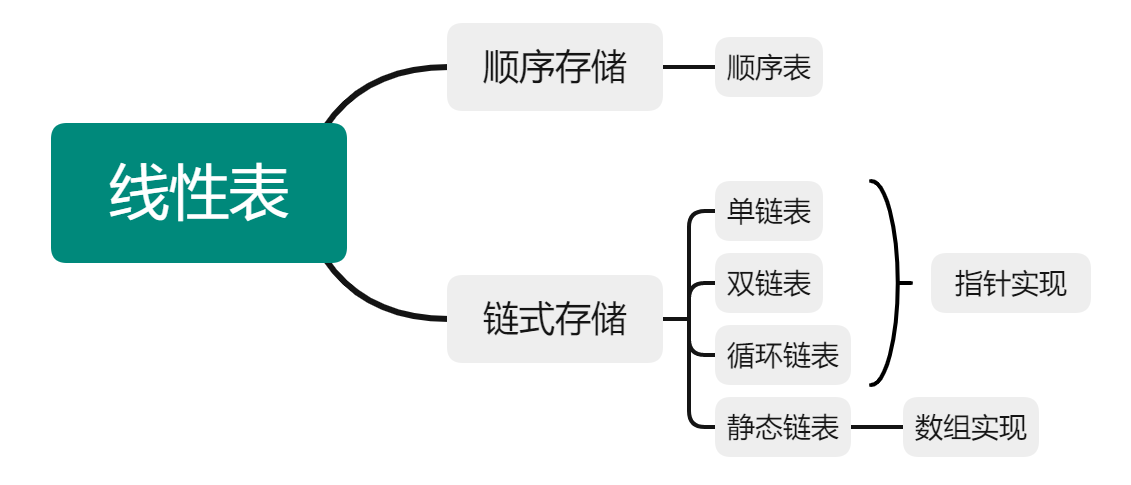 线性表
顺序存储
顺序表
链式存储
单链表
双链表
循环链表
指针实现
静态链表
数组实现